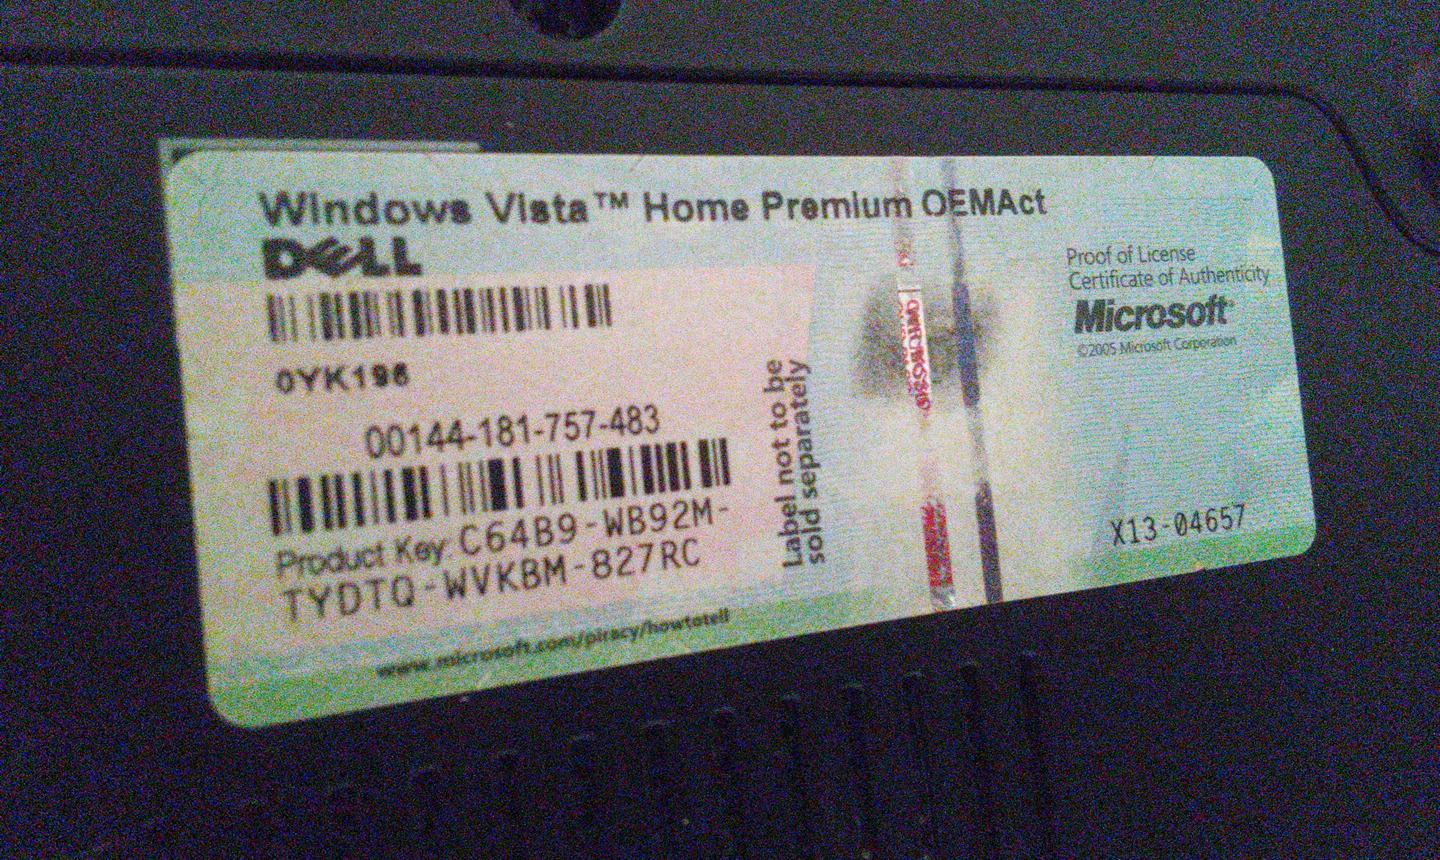 Windows Vista™ Home Premium OEMAct
DELL
0YK196
00144-181-757-483
Product Key: C64B9-WB92M-
TYDTQ-WVKBM-827RC
www.microsoft.com/piracy/howtotell
Label not to be
sold separately
Proof of License
Certificate of Authenticity
Microsoft®
©2005 Microsoft Corporation
X13-04657